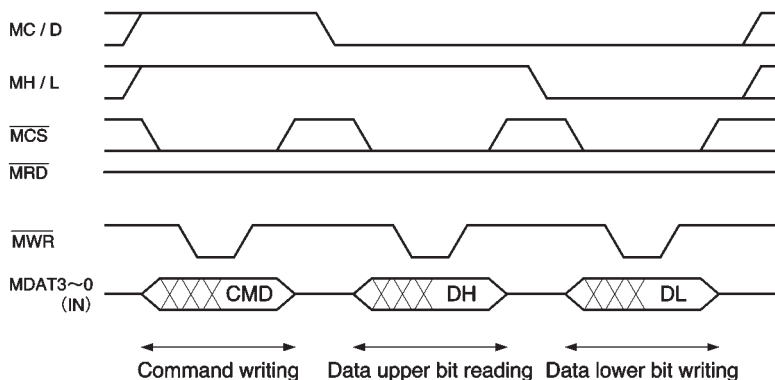 MC / D
MH / L
MCS
MRD
MWR
MDAT3～0
(IN)
CMD
DH
DL
Command writing
Data upper bit reading
Data lower bit writing